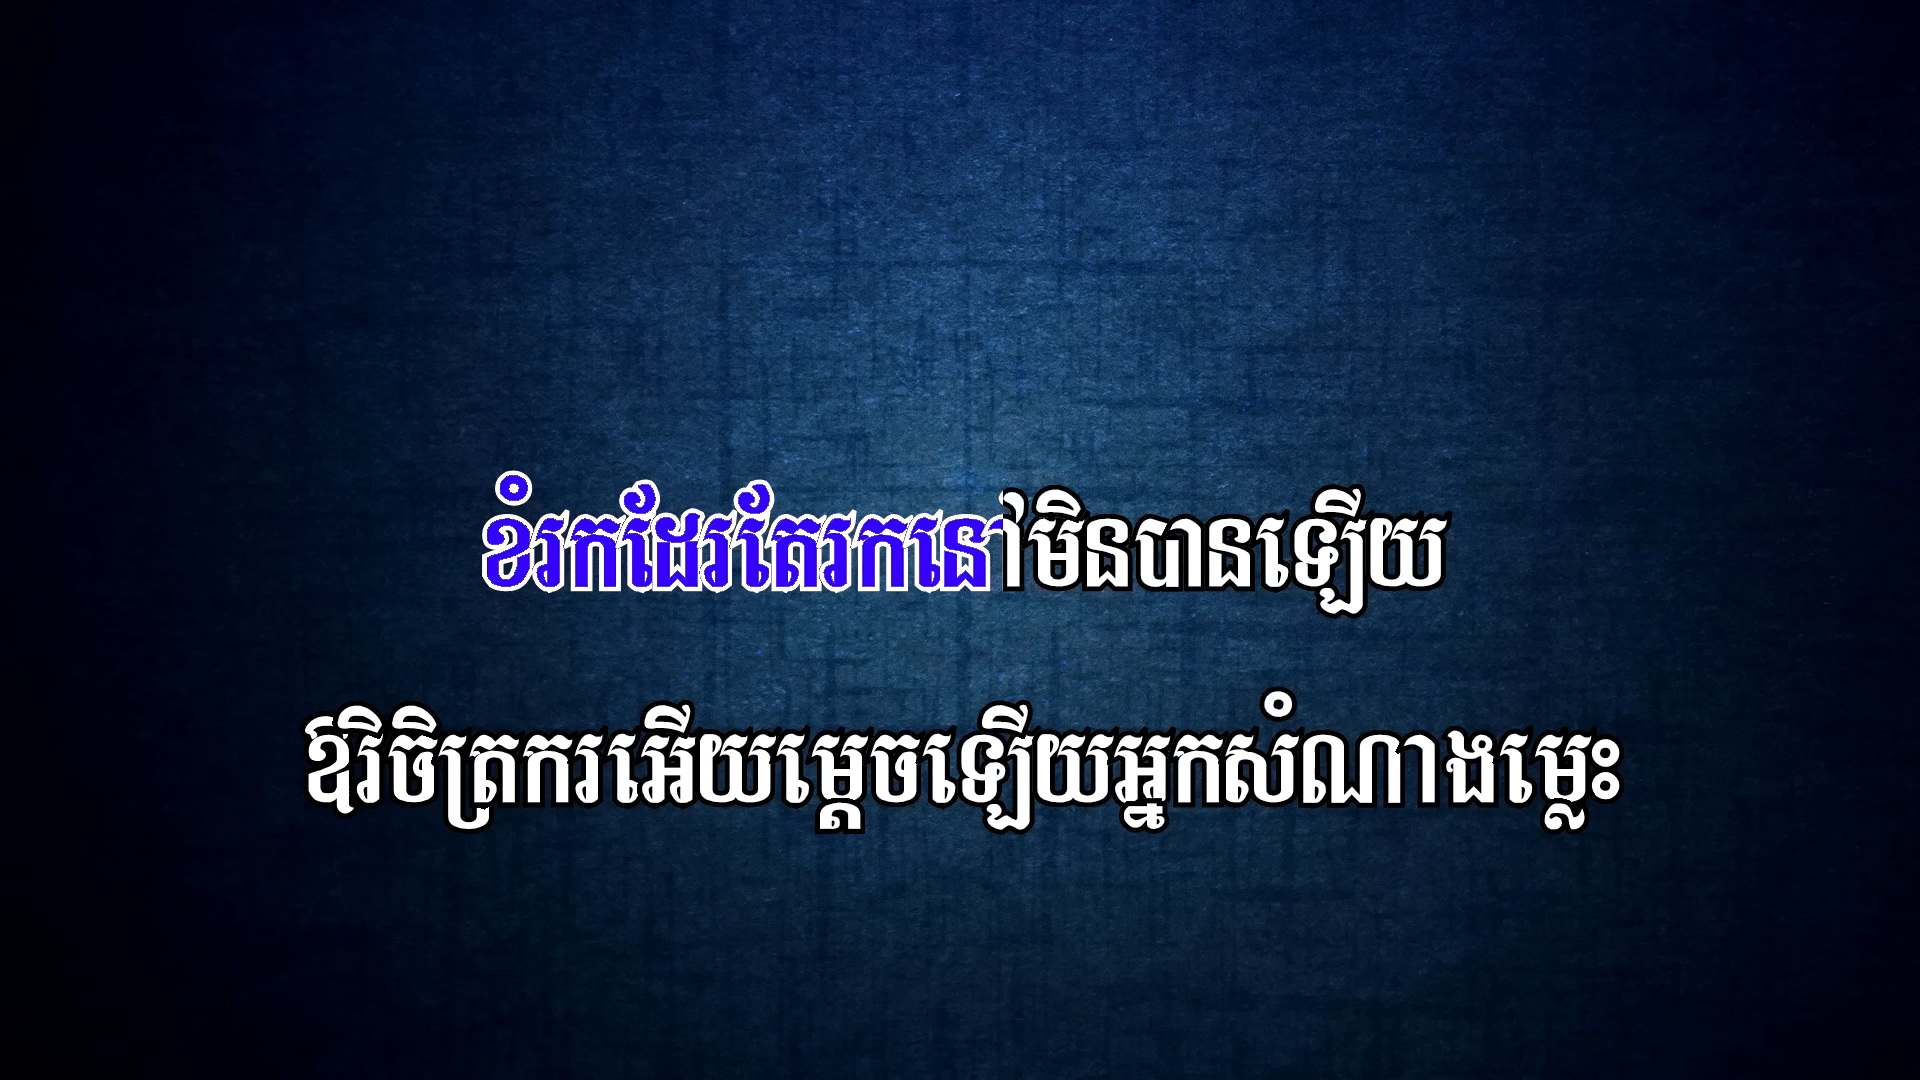 ខំរកដែរតែរកនៅមិនបានឡើយ
ឱវិចិត្រករអើយម្ដេចឡើយអ្នកសំណាងម្លេះ